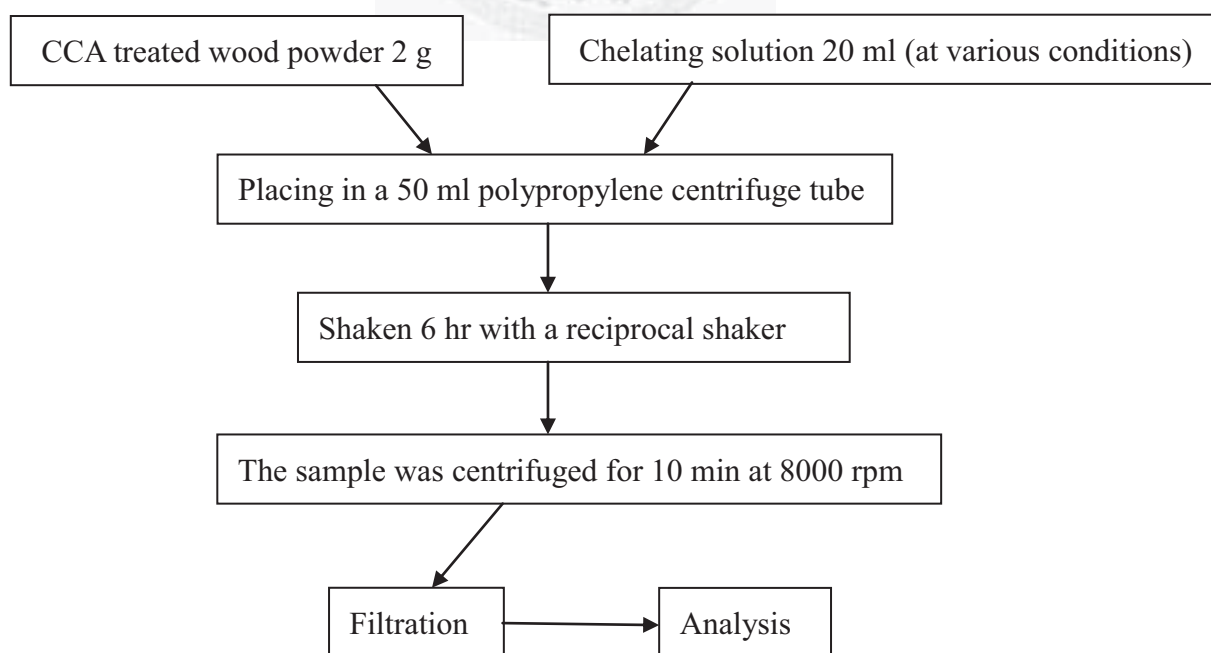 CCA treated wood powder 2 g
Chelating solution 20 ml (at various conditions)
Placing in a 50 ml polypropylene centrifuge tube
Shaken 6 hr with a reciprocal shaker
The sample was centrifuged for 10 min at 8000 rpm
Filtration
Analysis